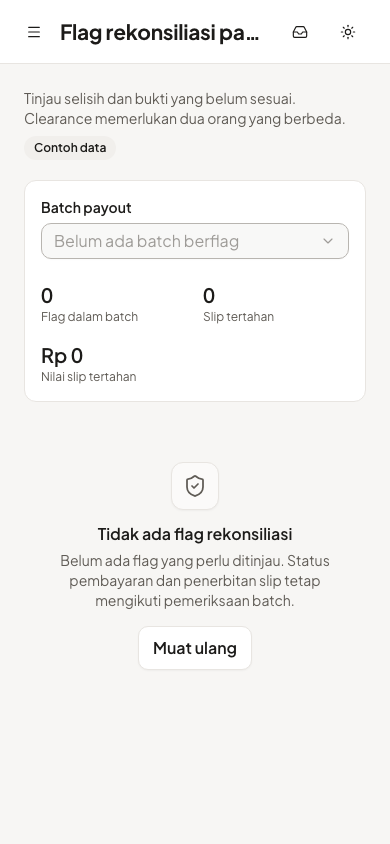 Flag rekonsiliasi pa...
Tinjau selisih dan bukti yang belum sesuai.
Clearance memerlukan dua orang yang berbeda.
Contoh data
Batch payout
Belum ada batch berflag
0
Flag dalam batch
0
Slip tertahan
Rp 0
Nilai slip tertahan
Tidak ada flag rekonsiliasi
Belum ada flag yang perlu ditinjau. Status
pembayaran dan penerbitan slip tetap
mengikuti pemeriksaan batch.
Muat ulang